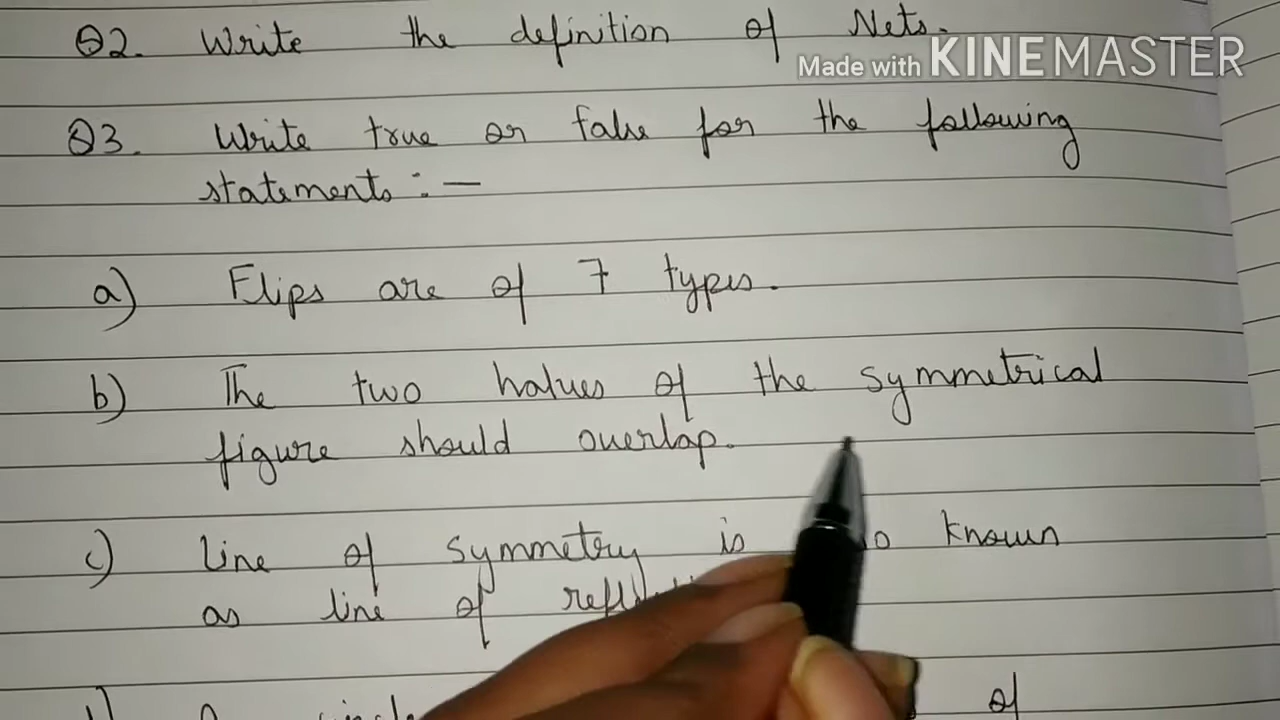 Q2. Write the definition of Nets.
Made with KINEMASTER
Q3. Write true or false for the following
statements :—
a) Flips are of 7 types.
b) The two halves of the symmetrical
figure should overlap.
c) Line of symmetry is known
as line of
of